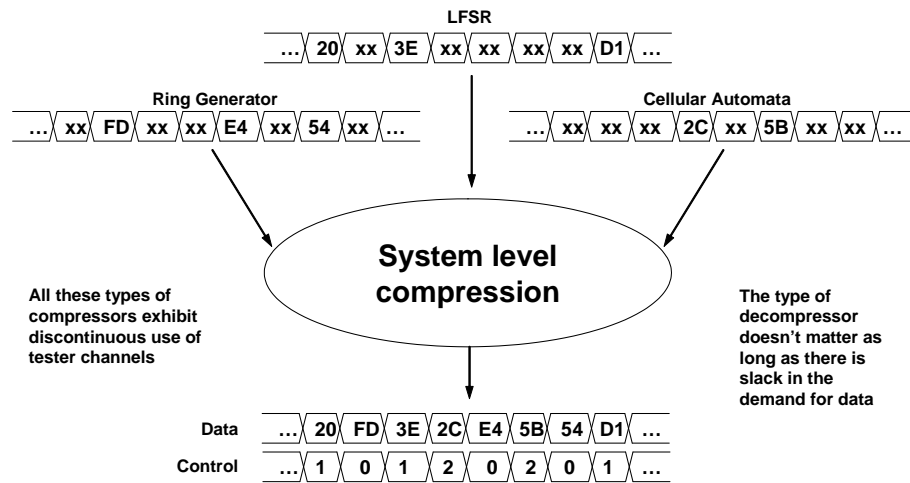 LFSR
... 20 xx 3E xx xx xx xx D1 ...
Ring Generator
... xx FD xx xx E4 xx 54 xx ...
Cellular Automata
... xx xx xx 2C xx 5B xx xx ...
System level
compression
All these types of
compressors exhibit
discontinuous use of
tester channels
The type of
decompressor
doesn't matter as
long as there is
slack in the
demand for data
Data ... 20 FD 3E 2C E4 5B 54 D1 ...
Control ... 1 0 1 2 0 2 0 1 ...